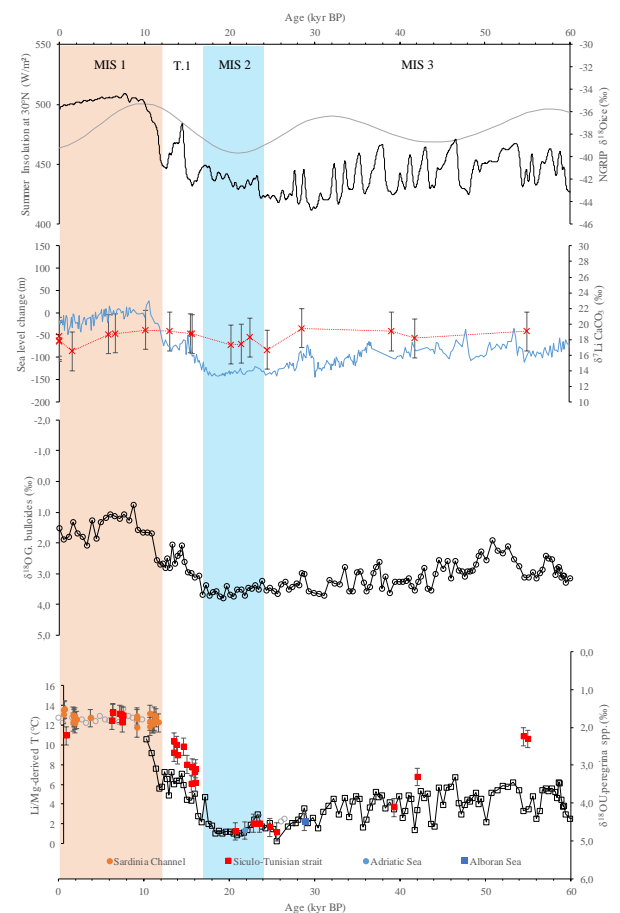 Age (kyr BP)
0 10 20 30 40 50 60
550 -30
MIS 1 T.1 MIS 2 MIS 3
-32
500 -34
-36
-38
450 -40
-42
-44
400 -46
Summer Insolation at 30°N (W/m²)
NGRIP δ¹⁸Oice (‰)
150 30
100 28
50 26
0 24
-50 22
-100 20
-150 18
-200 16
14
12
10
Sea level change (m)
δ⁷Li CaCO₃ (‰)
-2,0
-1,0
0,0
1,0
2,0
3,0
4,0
5,0
δ¹⁸O G. bulloides (‰)
16 0,0
14 1,0
12 2,0
10 3,0
8 4,0
6 5,0
4 6,0
2
0
Li/Mg-derived T (°C)
δ¹⁸O U. peregrina spp. (‰)
Sardinia Channel Siculo-Tunisian strait Adriatic Sea Alboran Sea
0 10 20 30 40 50 60
Age (kyr BP)